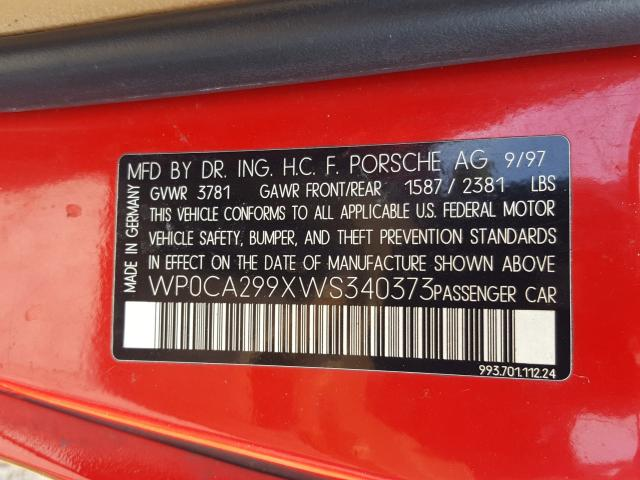 MFD BY DR. ING. H.C. F. PORSCHE AG 9/97
GVWR 3781 GAWR FRONT/REAR 1587 / 2381 LBS
THIS VEHICLE CONFORMS TO ALL APPLICABLE U.S. FEDERAL MOTOR
VEHICLE SAFETY, BUMPER, AND THEFT PREVENTION STANDARDS
IN EFFECT ON THE DATE OF MANUFACTURE SHOWN ABOVE
WP0CA299XWS340373 PASSENGER CAR
MADE IN GERMANY
993.701.112.24